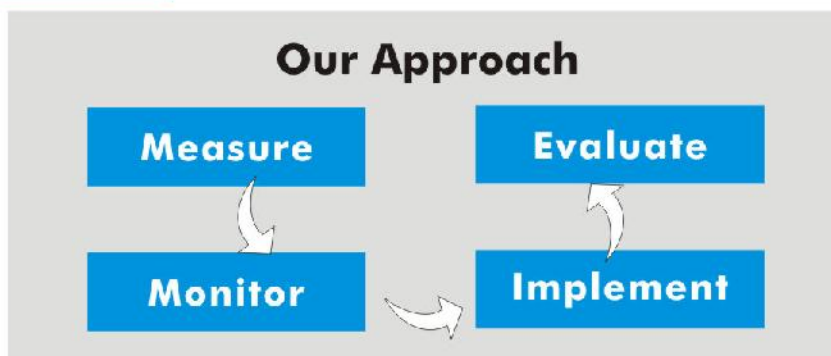 Our Approach
Measure
Monitor
Implement
Evaluate